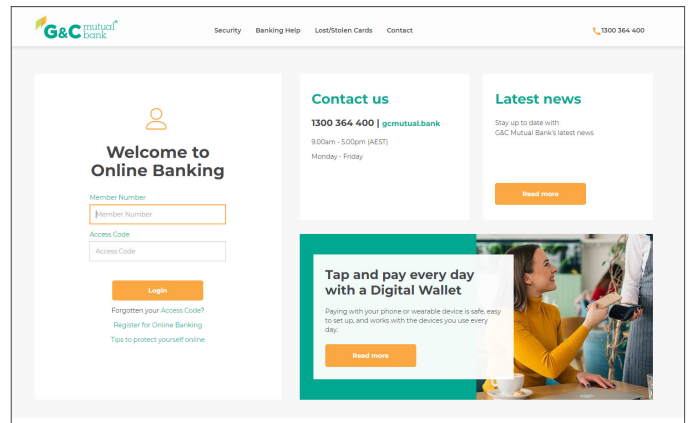 G&C mutual bank
Security Banking Help Lost/Stolen Cards Contact
1300 364 400
Welcome to
Online Banking
Member Number
Member Number
Access Code
Access Code
Login
Forgotten your Access Code?
Register for Online Banking
Tips to protect yourself online
Contact us
1300 364 400 | gcmutual.bank
9.00am - 5.00pm (AEST)
Monday - Friday
Latest news
Stay up to date with
G&C Mutual Bank's latest news
Read more
Tap and pay every day
with a Digital Wallet
Paying with your phone or wearable device is safe, easy
to set up, and works with the devices you use every
day.
Read more